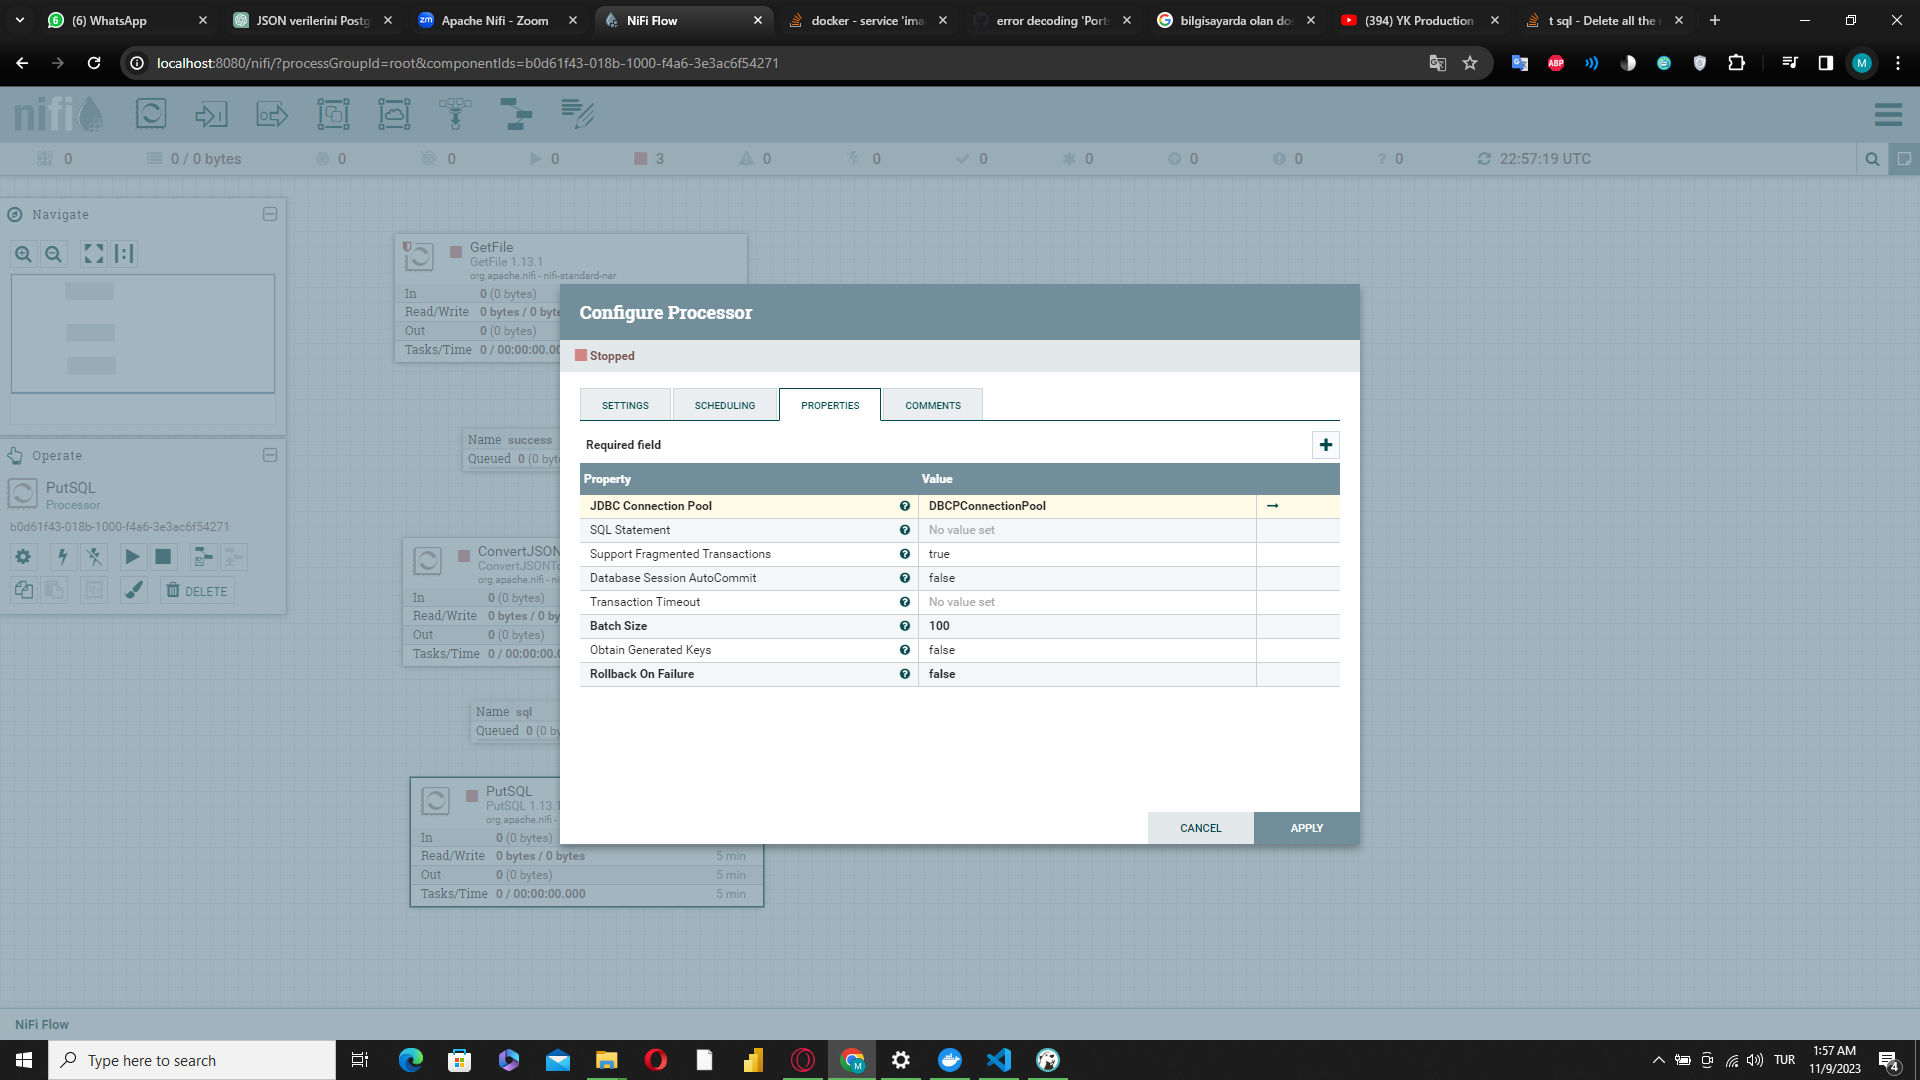 (6) WhatsApp
JSON verilerini Postg
Apache Nifi - Zoom
NiFi Flow
docker - service 'ima
error decoding 'Port
bilgisayarda olan do
(394) YK Production
t sql - Delete all the
localhost:8080/nifi/?processGroupId=root&componentIds=b0d61f43-018b-1000-f4a6-3e3ac6f54271
nifi
0 0 / 0 bytes 0 0 0 3 0 0 0 0 0 0 0 22:57:19 UTC
Navigate
Operate
PutSQL
Processor
b0d61f43-018b-1000-f4a6-3e3ac6f54271
DELETE
GetFile
GetFile 1.13.1
org.apache.nifi - nifi-standard-nar
In 0 (0 bytes)
Read/Write 0 bytes / 0 byte
Out 0 (0 bytes)
Tasks/Time 0 / 00:00:00.00
Name success
Queued 0 (0 byt
ConvertJSON
ConvertJSONTo
org.apache.nifi - ni
In 0 (0 bytes)
Read/Write 0 bytes / 0 b
Out 0 (0 bytes)
Tasks/Time 0 / 00:00:00.0
Name sql
Queued 0 (0 by
PutSQL
PutSQL 1.13.1
org.apache.nifi -
In 0 (0 bytes)
Read/Write 0 bytes / 0 bytes 5 min
Out 0 (0 bytes) 5 min
Tasks/Time 0 / 00:00:00.000 5 min
Configure Processor
Stopped
SETTINGS SCHEDULING PROPERTIES COMMENTS
Required field
Property Value
JDBC Connection Pool DBCPConnectionPool
SQL Statement No value set
Support Fragmented Transactions true
Database Session AutoCommit false
Transaction Timeout No value set
Batch Size 100
Obtain Generated Keys false
Rollback On Failure false
CANCEL APPLY
NiFi Flow
Type here to search
TUR
1:57 AM
11/9/2023
4